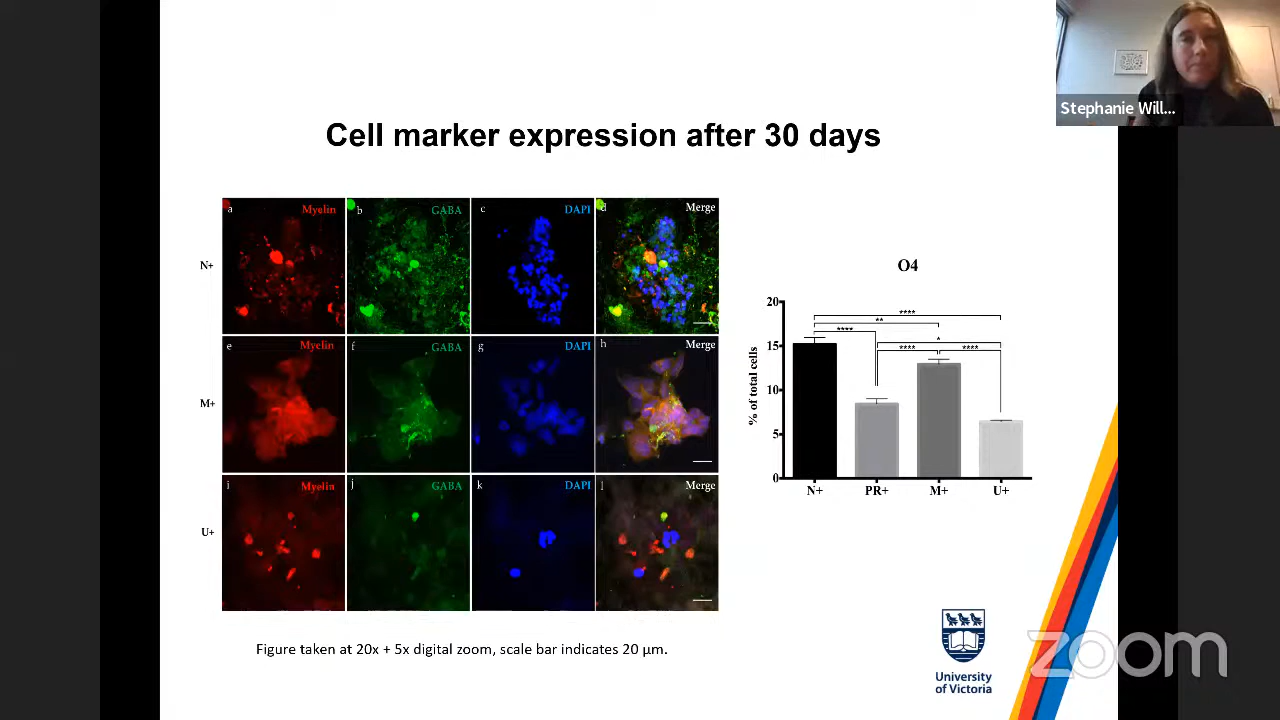 Stephanie Will...
Cell marker expression after 30 days
a Myelin b GABA c DAPI d Merge
N+
e Myelin f GABA g DAPI h Merge
M+
i Myelin j GABA k DAPI l Merge
U+
O4
% of total cells
20
15
10
5
0
****
**
****
*
**** ****
N+ PR+ M+ U+
Figure taken at 20x + 5x digital zoom, scale bar indicates 20 µm.
University
of Victoria
zoom